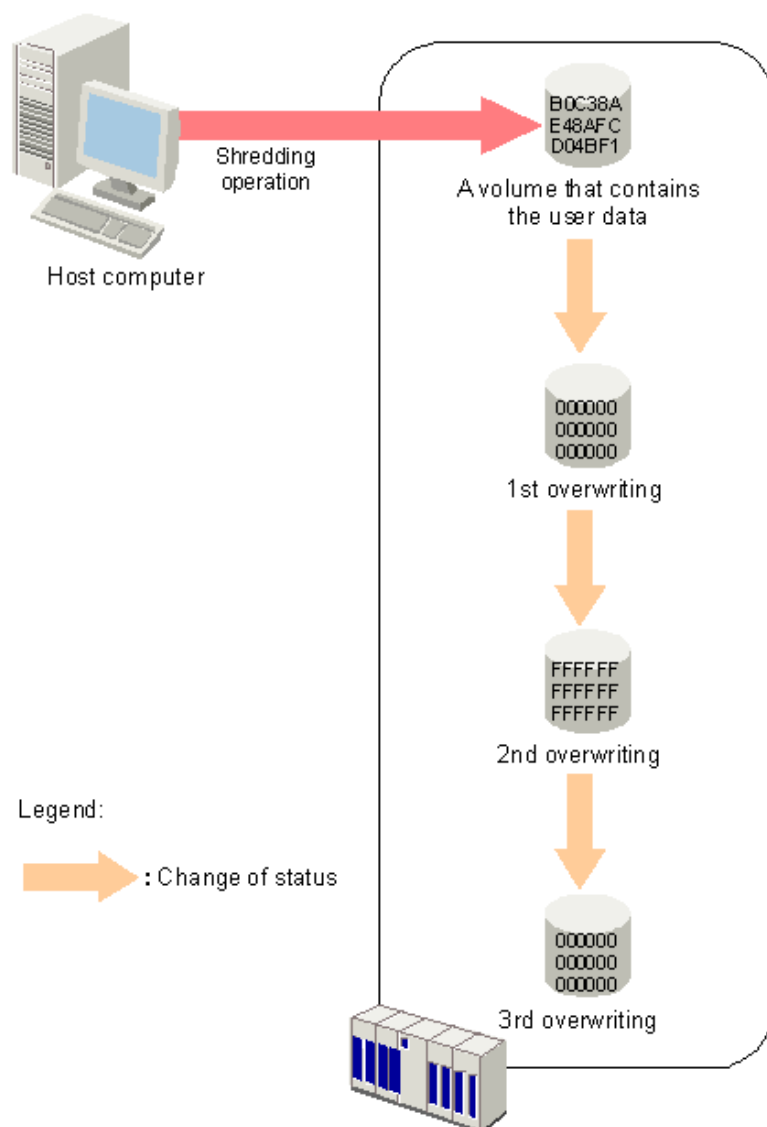 B0C38A
E48AFC
D04BF1
Shredding
operation
A volume that contains
the user data
Host computer
000000
000000
000000
1st overwriting
FFFFFF
FFFFFF
FFFFFF
2nd overwriting
Legend:
: Change of status
000000
000000
000000
3rd overwriting